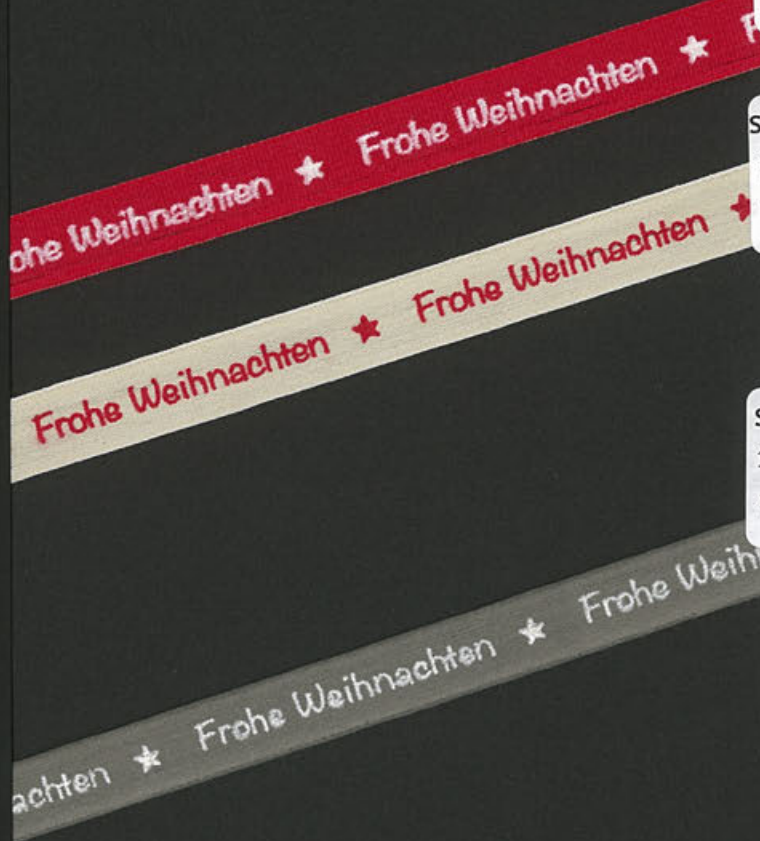 ohe Weihnachten ★ Frohe Weihnachten ★ F
Frohe Weihnachten ★ Frohe Weihnachten ★
achten ★ Frohe Weihnachten ★ Frohe Weih